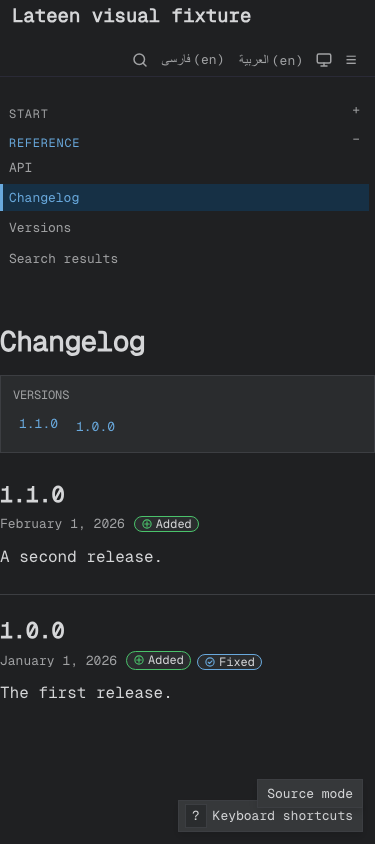 Lateen visual fixture
فارسی (en) العربية (en)
START +
REFERENCE −
API
Changelog
Versions
Search results
Changelog
VERSIONS
1.1.0 1.0.0
1.1.0
February 1, 2026 Added
A second release.
1.0.0
January 1, 2026 Added Fixed
The first release.
Source mode
? Keyboard shortcuts